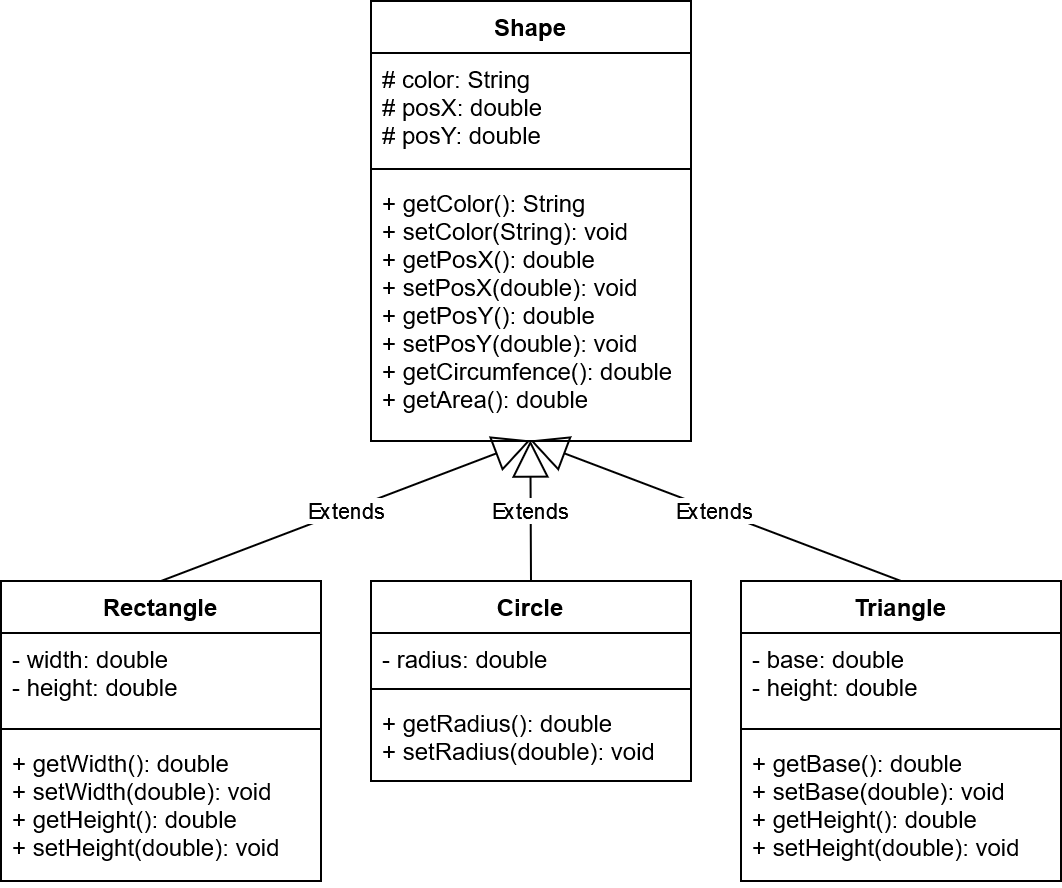 Shape
# color: String
# posX: double
# posY: double
+ getColor(): String
+ setColor(String): void
+ getPosX(): double
+ setPosX(double): void
+ getPosY(): double
+ setPosY(double): void
+ getCircumfence(): double
+ getArea(): double
Extends
Extends
Extends
Rectangle
- width: double
- height: double
+ getWidth(): double
+ setWidth(double): void
+ getHeight(): double
+ setHeight(double): void
Circle
- radius: double
+ getRadius(): double
+ setRadius(double): void
Triangle
- base: double
- height: double
+ getBase(): double
+ setBase(double): void
+ getHeight(): double
+ setHeight(double): void